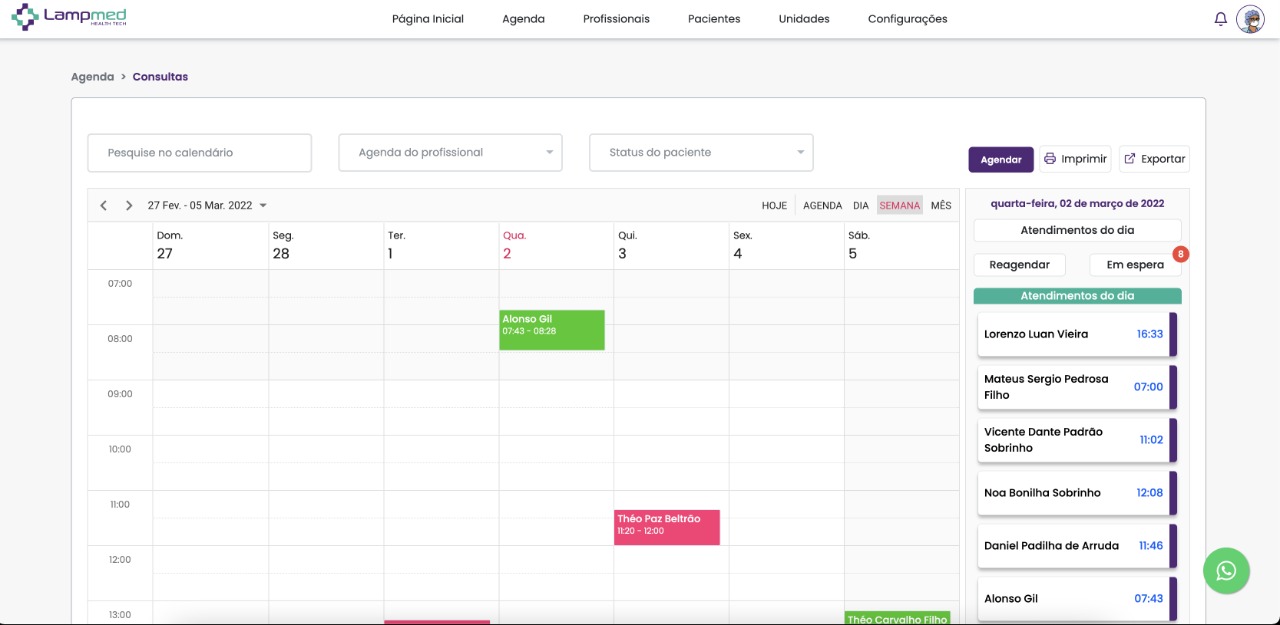 Lampmed
HEALTH TECH
Página Inicial
Agenda
Profissionais
Pacientes
Unidades
Configurações
Agenda > Consultas
Pesquise no calendário
Agenda do profissional
Status do paciente
Agendar
Imprimir
Exportar
27 Fev. - 05 Mar. 2022
HOJE
AGENDA
DIA
SEMANA
MÊS
Dom.
27
Seg.
28
Ter.
1
Qua.
2
Qui.
3
Sex.
4
Sáb.
5
07:00
08:00
09:00
10:00
11:00
12:00
13:00
Alonso Gil
07:43 - 08:28
Théo Paz Beltrão
11:20 - 12:00
Théo Carvalho Filho
quarta-feira, 02 de março de 2022
Atendimentos do dia
Reagendar
Em espera
8
Atendimentos do dia
Lorenzo Luan Vieira
16:33
Mateus Sergio Pedrosa
Filho
07:00
Vicente Dante Padrão
Sobrinho
11:02
Noa Bonilha Sobrinho
12:08
Daniel Padilha de Arruda
11:46
Alonso Gil
07:43